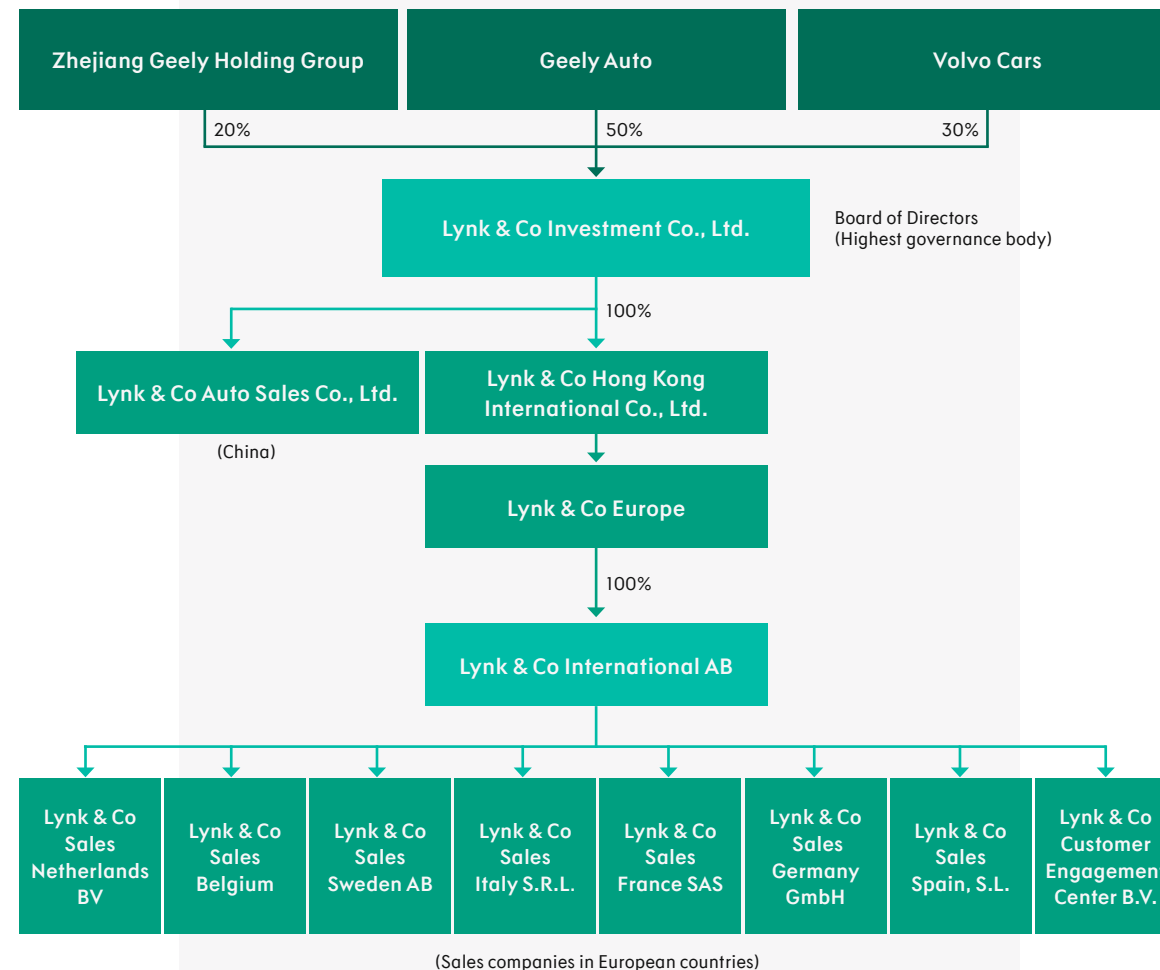 Zhejiang Geely Holding Group
Geely Auto
Volvo Cars
20%
50%
30%
Lynk & Co Investment Co., Ltd.
Board of Directors
(Highest governance body)
100%
Lynk & Co Auto Sales Co., Ltd.
(China)
Lynk & Co Hong Kong
International Co., Ltd.
Lynk & Co Europe
100%
Lynk & Co International AB
Lynk & Co
Sales
Netherlands
BV
Lynk & Co
Sales
Belgium
Lynk & Co
Sales
Sweden AB
Lynk & Co
Sales
Italy S.R.L.
Lynk & Co
Sales
France SAS
Lynk & Co
Sales
Germany
GmbH
Lynk & Co
Sales
Spain, S.L.
Lynk & Co
Customer
Engagement
Center B.V.
(Sales companies in European countries)